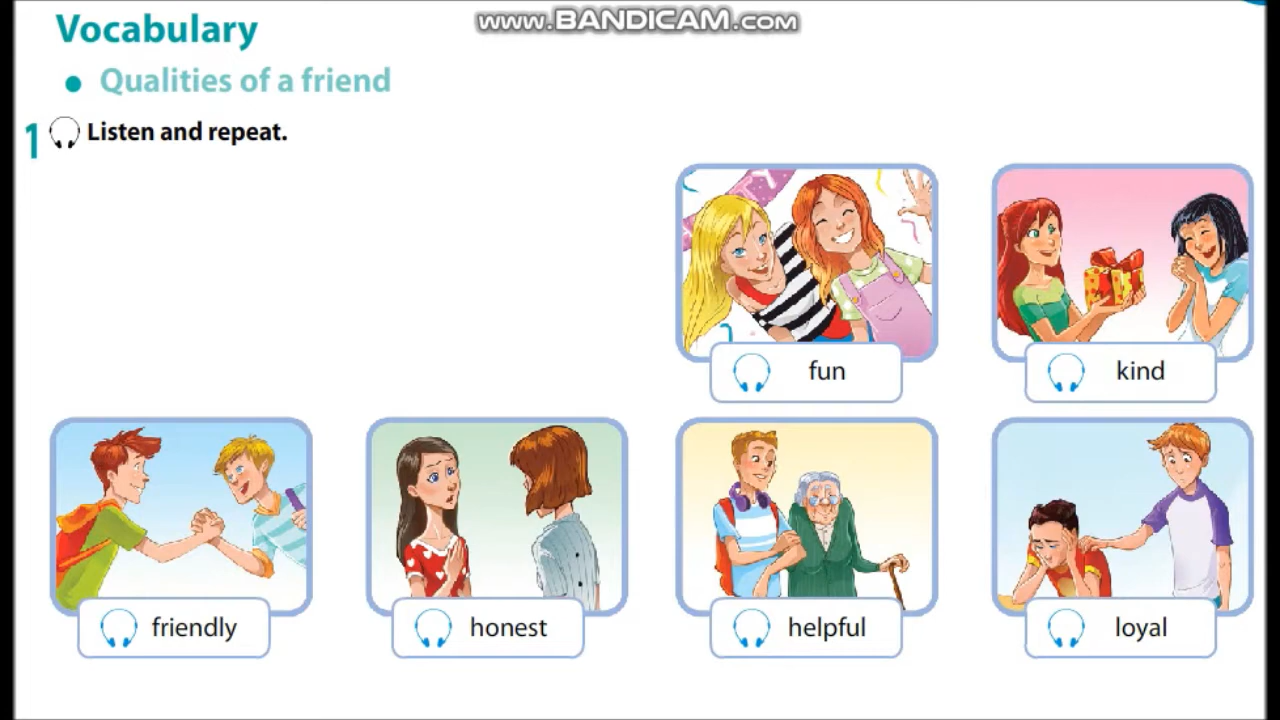 www.BANDICAM.com
Vocabulary
Qualities of a friend
1 Listen and repeat.
fun
kind
friendly
honest
helpful
loyal